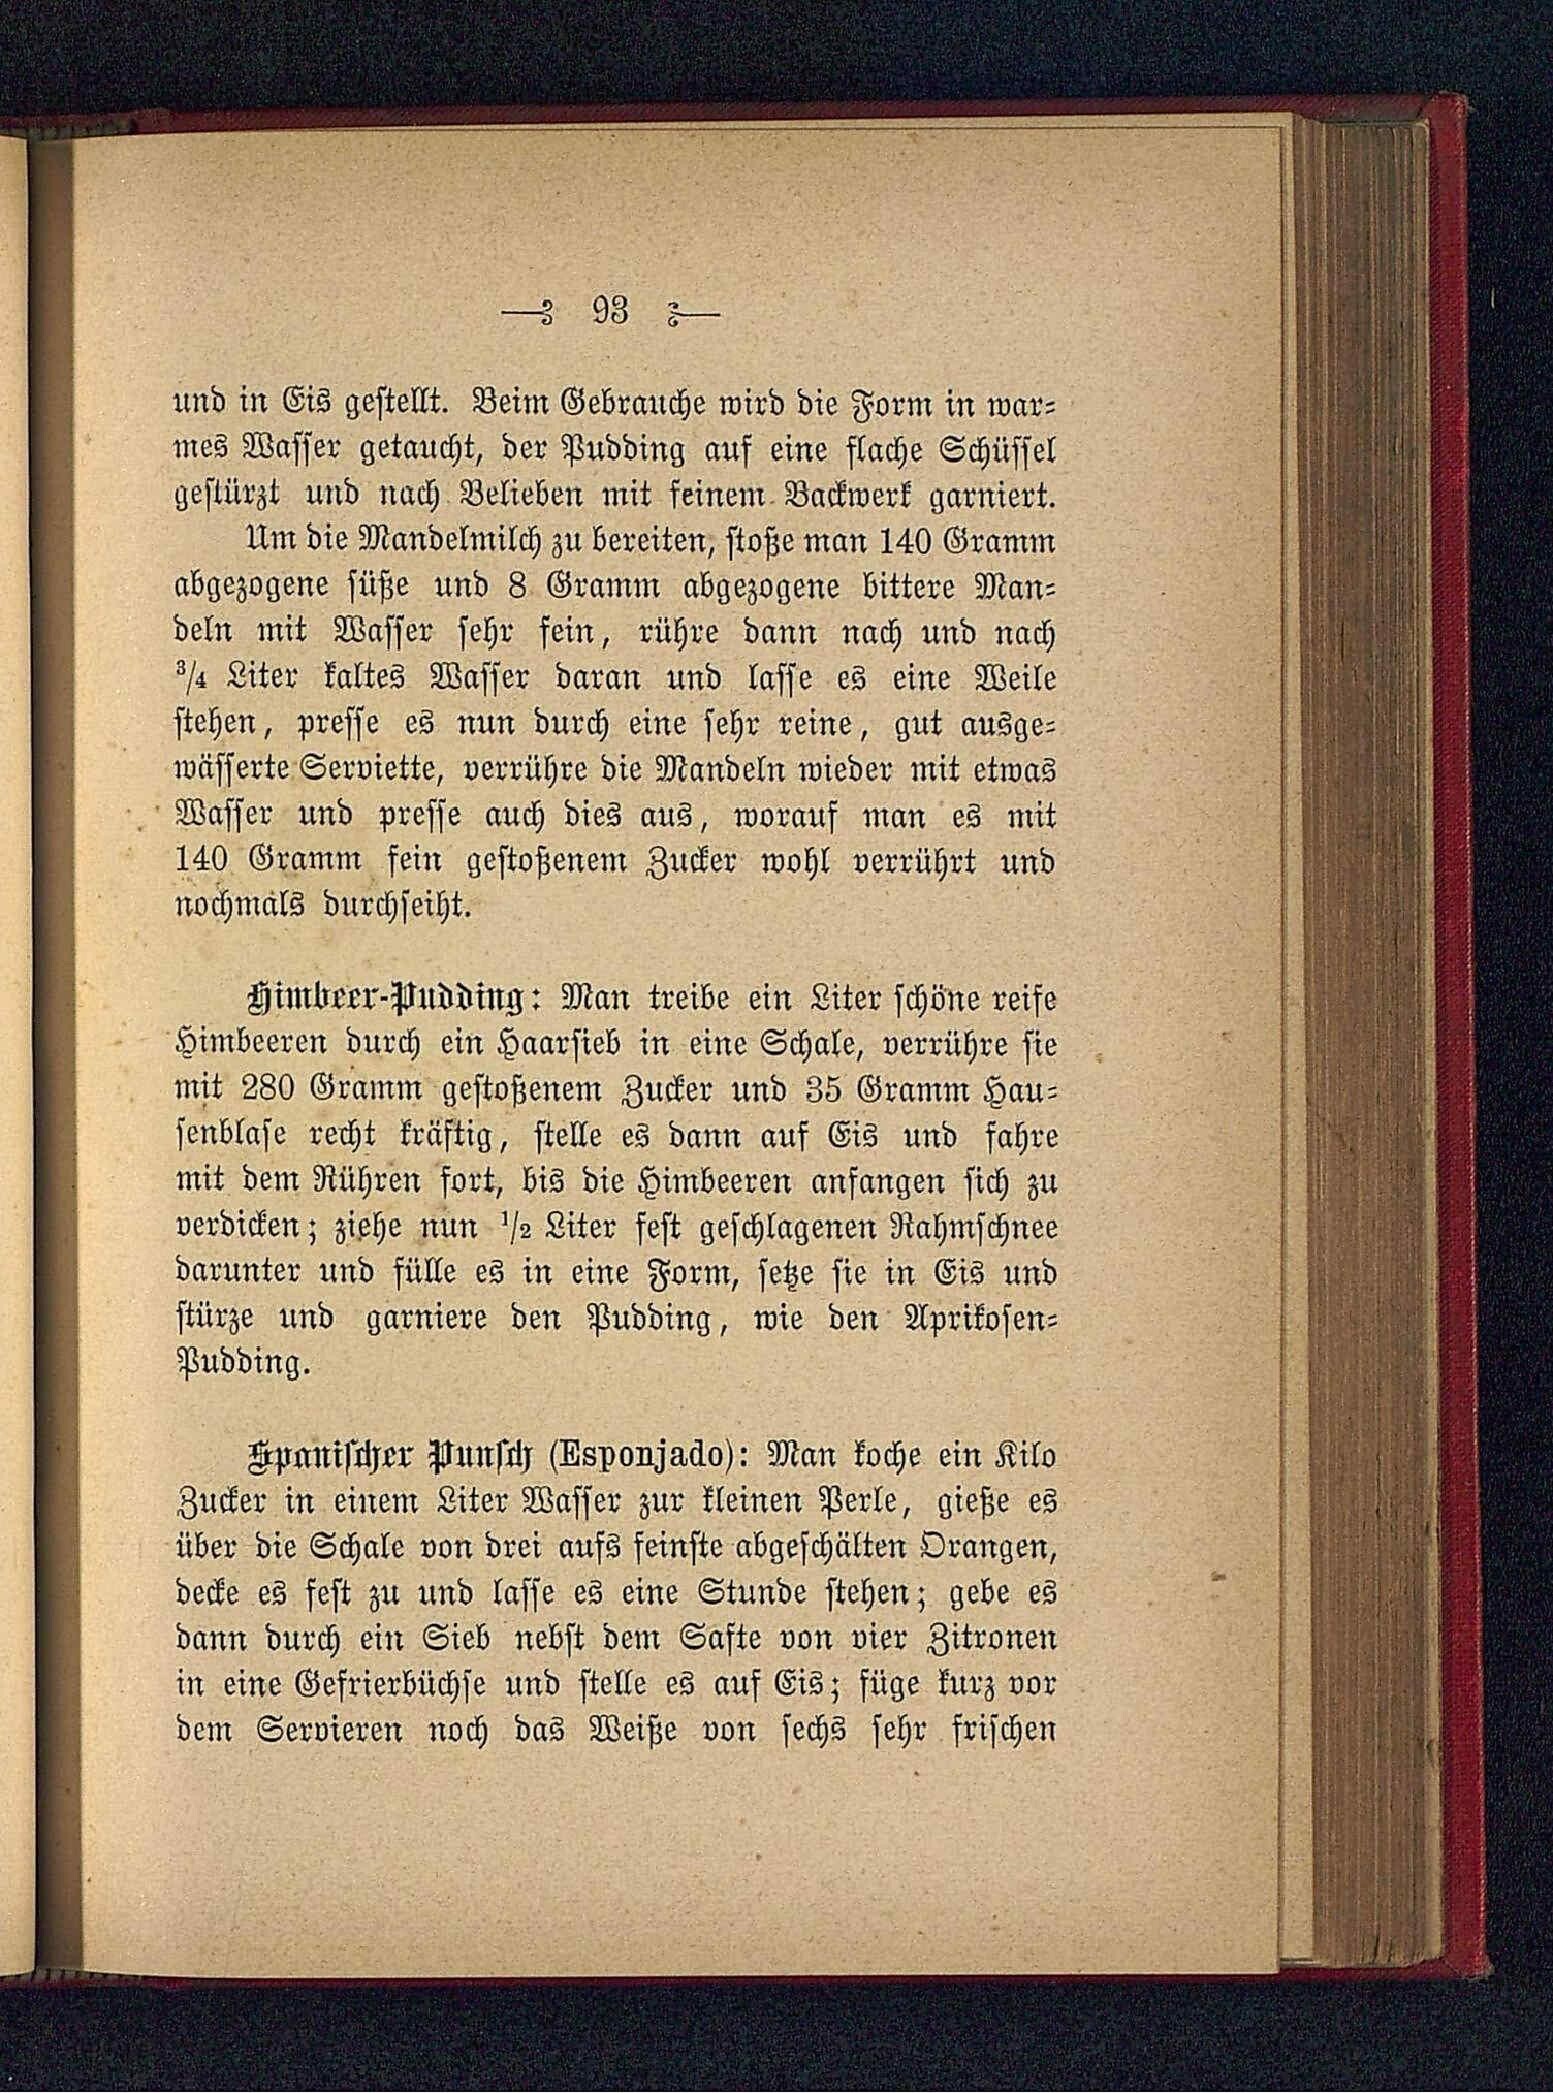 93
und in Eis gestellt. Beim Gebrauche wird die Form in war-
mes Wasser getaucht, der Pudding auf eine flache Schüssel
gestürzt und nach Belieben mit feinem Backwerk garniert.
Um die Mandelmilch zu bereiten, stoße man 140 Gramm
abgezogene süße und 8 Gramm abgezogene bittere Man-
deln mit Wasser sehr fein, rühre dann nach und nach
3/4 Liter kaltes Wasser daran und lasse es eine Weile
stehen, presse es nun durch eine sehr reine, gut ausge-
wässerte Serviette, verrühre die Mandeln wieder mit etwas
Wasser und presse auch dies aus, worauf man es mit
140 Gramm fein gestoßenem Zucker wohl verrührt und
nochmals durchseiht.
Himbeer-Pudding: Man treibe ein Liter schöne reife
Himbeeren durch ein Haarsieb in eine Schale, verrühre sie
mit 280 Gramm gestoßenem Zucker und 35 Gramm Hau-
senblase recht kräftig, stelle es dann auf Eis und fahre
mit dem Rühren fort, bis die Himbeeren anfangen sich zu
verdicken; ziehe nun 1/2 Liter fest geschlagenen Rahmschnee
darunter und fülle es in eine Form, setze sie in Eis und
stürze und garniere den Pudding, wie den Aprikosen-
Pudding.
Spanischer Punsch (Esponjado): Man koche ein Kilo
Zucker in einem Liter Wasser zur kleinen Perle, gieße es
über die Schale von drei aufs feinste abgeschälten Orangen,
decke es fest zu und lasse es eine Stunde stehen; gebe es
dann durch ein Sieb nebst dem Safte von vier Zitronen
in eine Gefrierbüchse und stelle es auf Eis; füge kurz vor
dem Servieren noch das Weiße von sechs sehr frischen